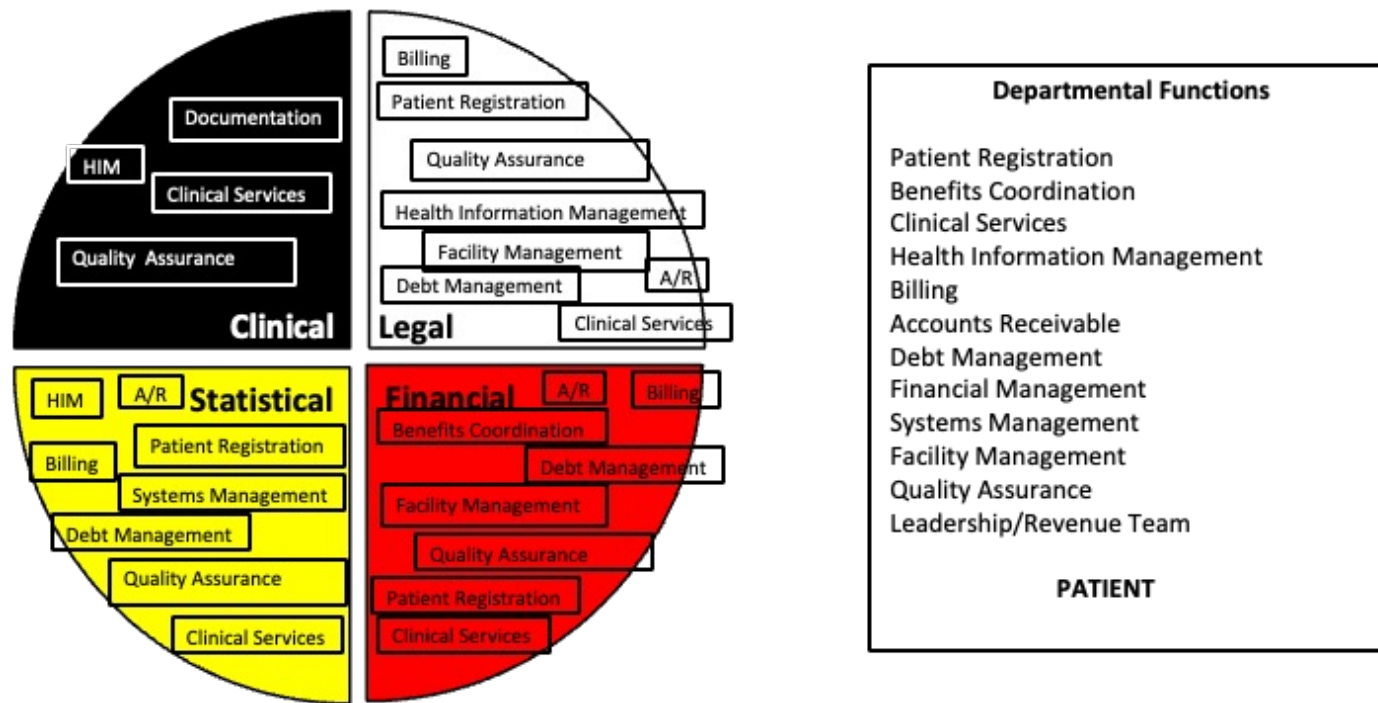 Documentation
HIM
Clinical Services
Quality Assurance
Clinical
Billing
Patient Registration
Quality Assurance
Health Information Management
Facility Management
A/R
Debt Management
Clinical Services
Legal
HIM
A/R
Statistical
Patient Registration
Billing
Systems Management
Debt Management
Quality Assurance
Clinical Services
Financial
A/R
Billing
Benefits Coordination
Debt Management
Facility Management
Quality Assurance
Patient Registration
Clinical Services
Departmental Functions
Patient Registration
Benefits Coordination
Clinical Services
Health Information Management
Billing
Accounts Receivable
Debt Management
Financial Management
Systems Management
Facility Management
Quality Assurance
Leadership/Revenue Team
PATIENT